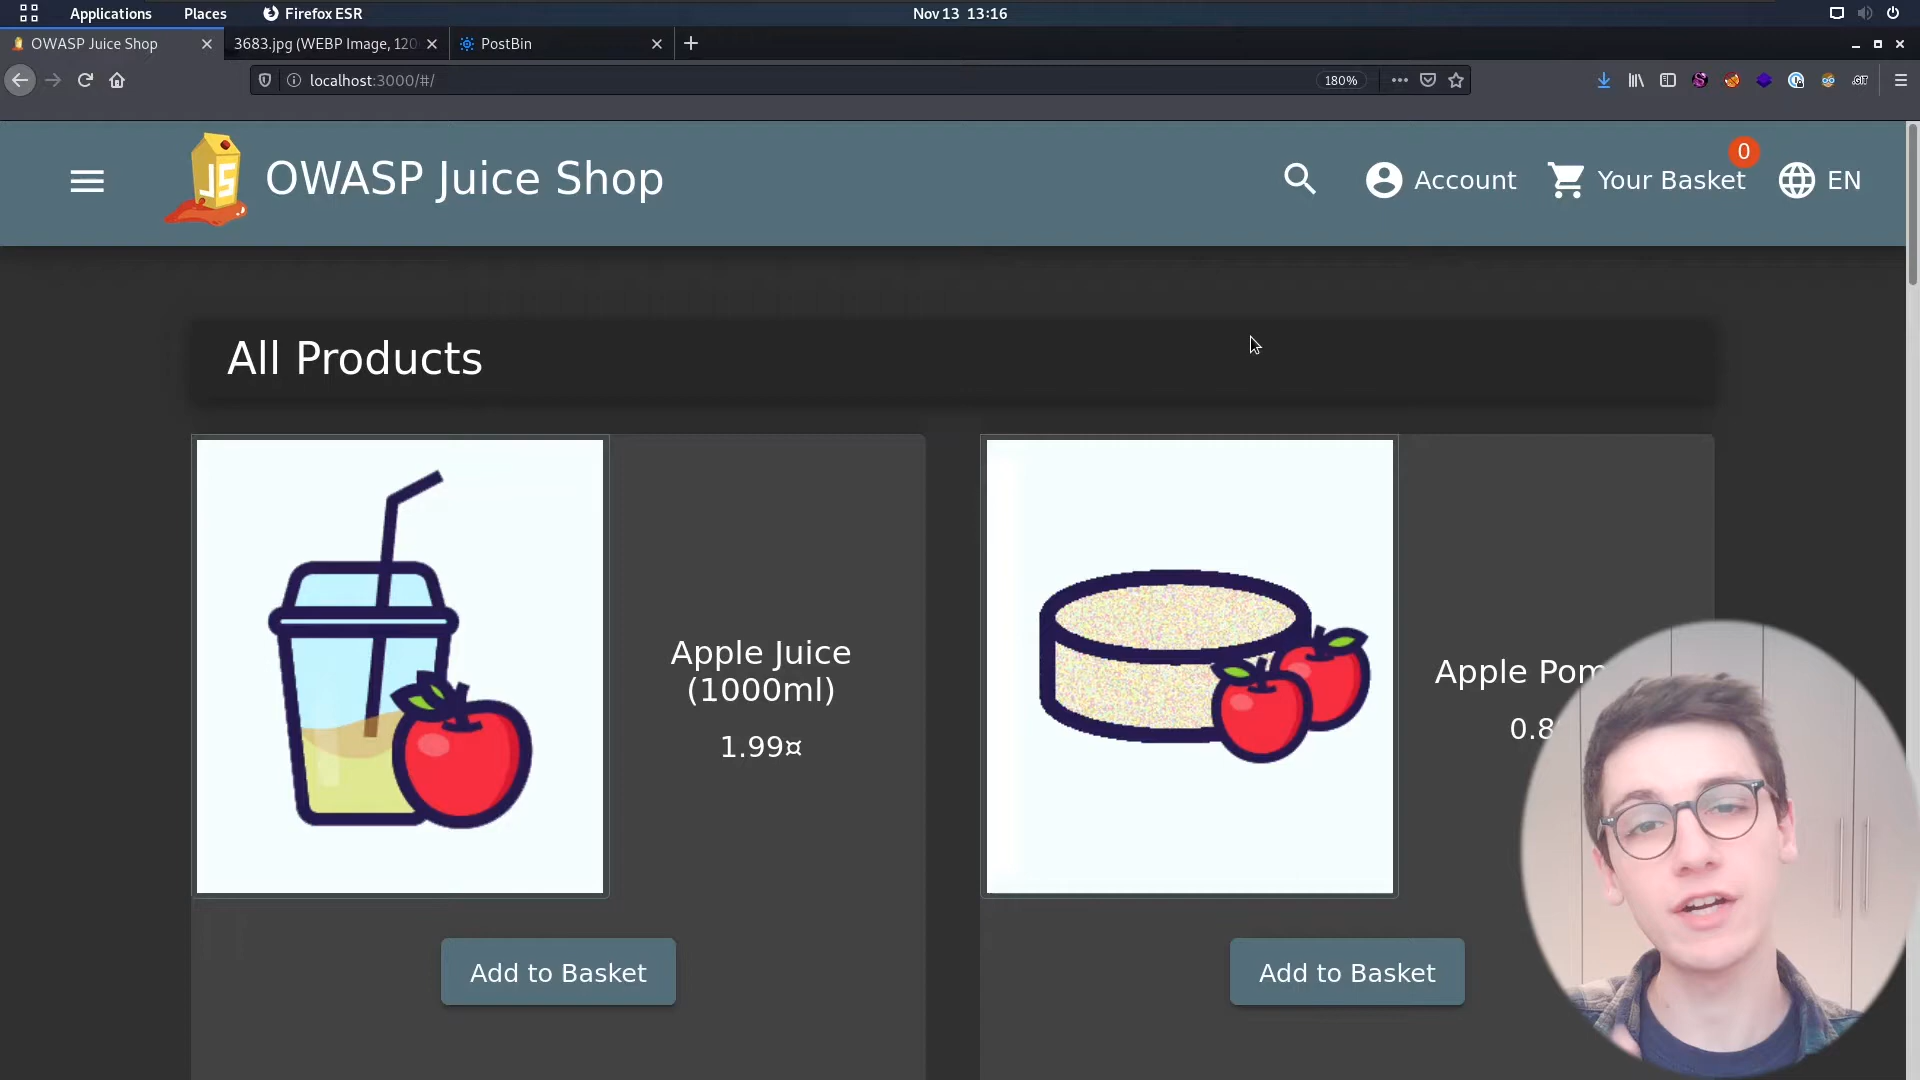 Applications Places Firefox ESR Nov 13 13:16
OWASP Juice Shop 3683.jpg (WEBP Image, 120 PostBin
localhost:3000/#/ 180%
JS OWASP Juice Shop Account Your Basket 0 EN
All Products
Apple Juice
(1000ml)
1.99¤
Apple Pom
0.8
Add to Basket Add to Basket